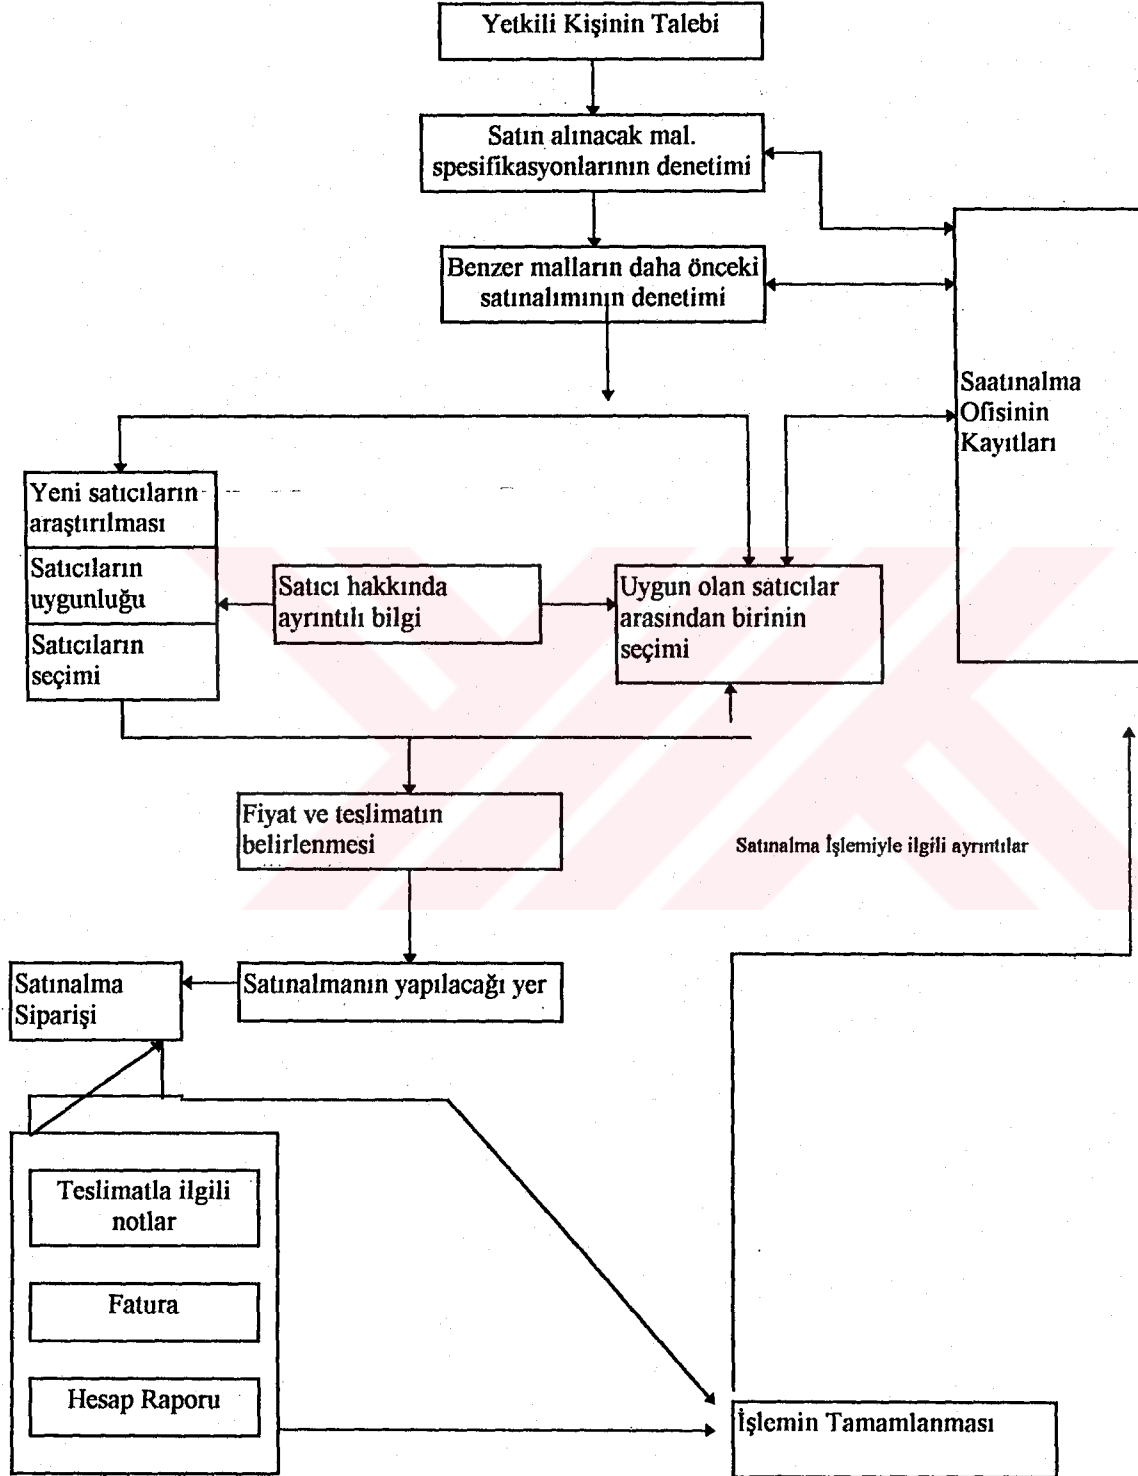 Yetkili Kişinin Talebi
Satın alınacak mal.
spesifikasyonlarının denetimi
Benzer malların daha önceki
satınalımının denetimi
Saatınalma
Ofisinin
Kayıtları
Yeni satıcıların
araştırılması
Satıcıların
uygunluğu
Satıcıların
seçimi
Satıcı hakkında
ayrıntılı bilgi
Uygun olan satıcılar
arasından birinin
seçimi
Fiyat ve teslimatın
belirlenmesi
Satınalma İşlemiyle ilgili ayrıntılar
Satınalma
Siparişi
Satınalmanın yapılacağı yer
Teslimatla ilgili
notlar
Fatura
Hesap Raporu
İşlemin Tamamlanması